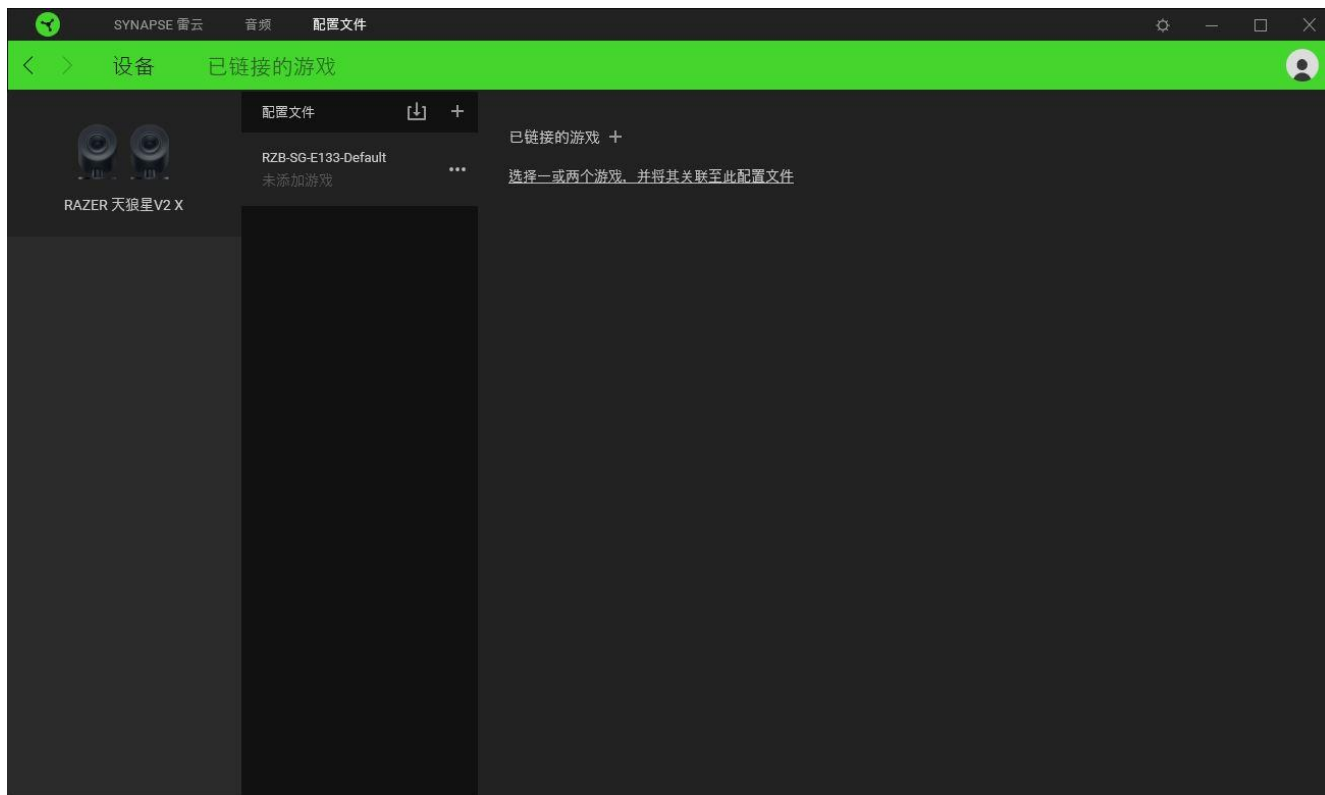 SYNAPSE 雷云 音频 配置文件
设备 已链接的游戏
RAZER 天狼星V2 X
配置文件
RZB-SG-E133-Default
未添加游戏
已链接的游戏 +
选择一或两个游戏，并将其关联至此配置文件